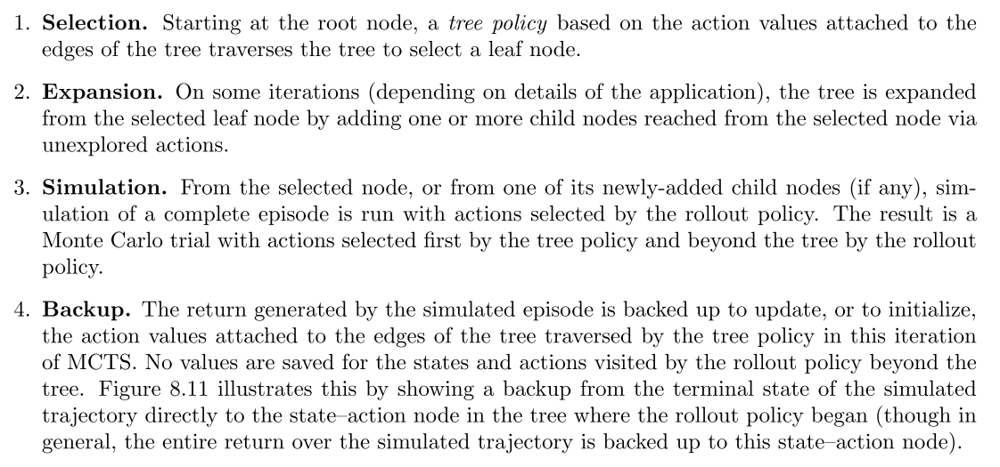 1. Selection. Starting at the root node, a tree policy based on the action values attached to the
edges of the tree traverses the tree to select a leaf node.
2. Expansion. On some iterations (depending on details of the application), the tree is expanded
from the selected leaf node by adding one or more child nodes reached from the selected node via
unexplored actions.
3. Simulation. From the selected node, or from one of its newly-added child nodes (if any), sim-
ulation of a complete episode is run with actions selected by the rollout policy. The result is a
Monte Carlo trial with actions selected first by the tree policy and beyond the tree by the rollout
policy.
4. Backup. The return generated by the simulated episode is backed up to update, or to initialize,
the action values attached to the edges of the tree traversed by the tree policy in this iteration
of MCTS. No values are saved for the states and actions visited by the rollout policy beyond the
tree. Figure 8.11 illustrates this by showing a backup from the terminal state of the simulated
trajectory directly to the state–action node in the tree where the rollout policy began (though in
general, the entire return over the simulated trajectory is backed up to this state–action node).